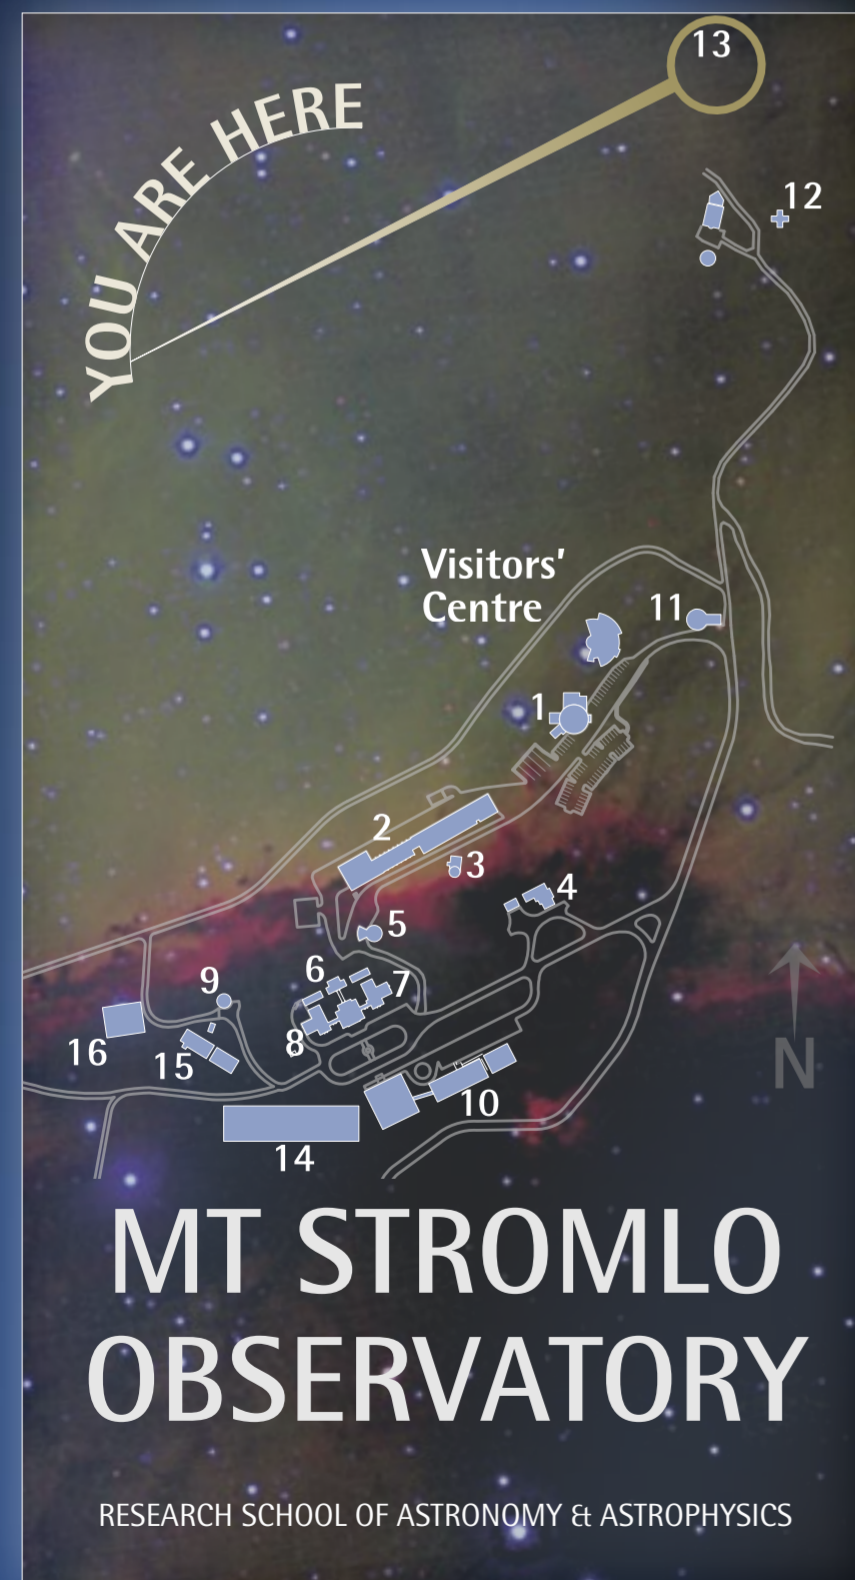 13
YOU ARE HERE
12
Visitors'
Centre
11
1
2
3
4
5
6
7
9
8
16
15
10
14
N
MT STROMLO
OBSERVATORY
RESEARCH SCHOOL OF ASTRONOMY & ASTROPHYSICS